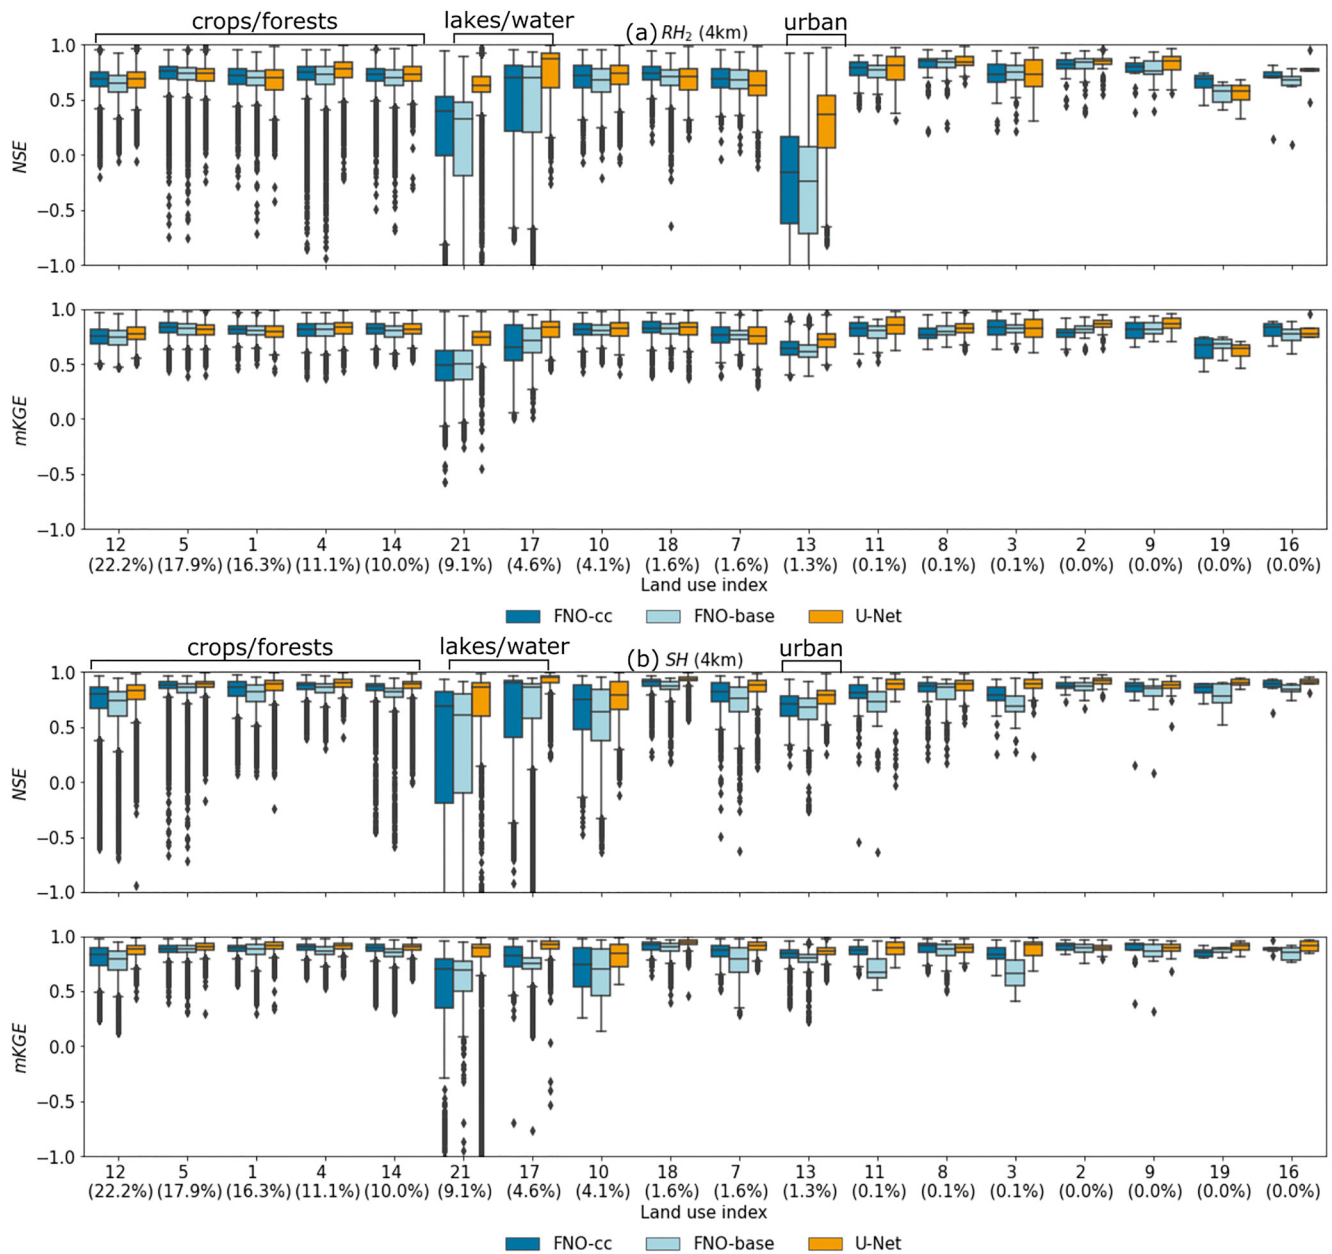 crops/forests lakes/water (a) RH2 (4km) urban
1.0
0.5
0.0
−0.5
−1.0
NSE
1.0
0.5
0.0
−0.5
−1.0
mKGE
12 5 1 4 14 21 17 10 18 7 13 11 8 3 2 9 19 16
(22.2%) (17.9%) (16.3%) (11.1%) (10.0%) (9.1%) (4.6%) (4.1%) (1.6%) (1.6%) (1.3%) (0.1%) (0.1%) (0.1%) (0.0%) (0.0%) (0.0%) (0.0%)
Land use index
FNO-cc FNO-base U-Net
crops/forests lakes/water (b) SH (4km) urban
1.0
0.5
0.0
−0.5
−1.0
NSE
1.0
0.5
0.0
−0.5
−1.0
mKGE
12 5 1 4 14 21 17 10 18 7 13 11 8 3 2 9 19 16
(22.2%) (17.9%) (16.3%) (11.1%) (10.0%) (9.1%) (4.6%) (4.1%) (1.6%) (1.6%) (1.3%) (0.1%) (0.1%) (0.1%) (0.0%) (0.0%) (0.0%) (0.0%)
Land use index
FNO-cc FNO-base U-Net